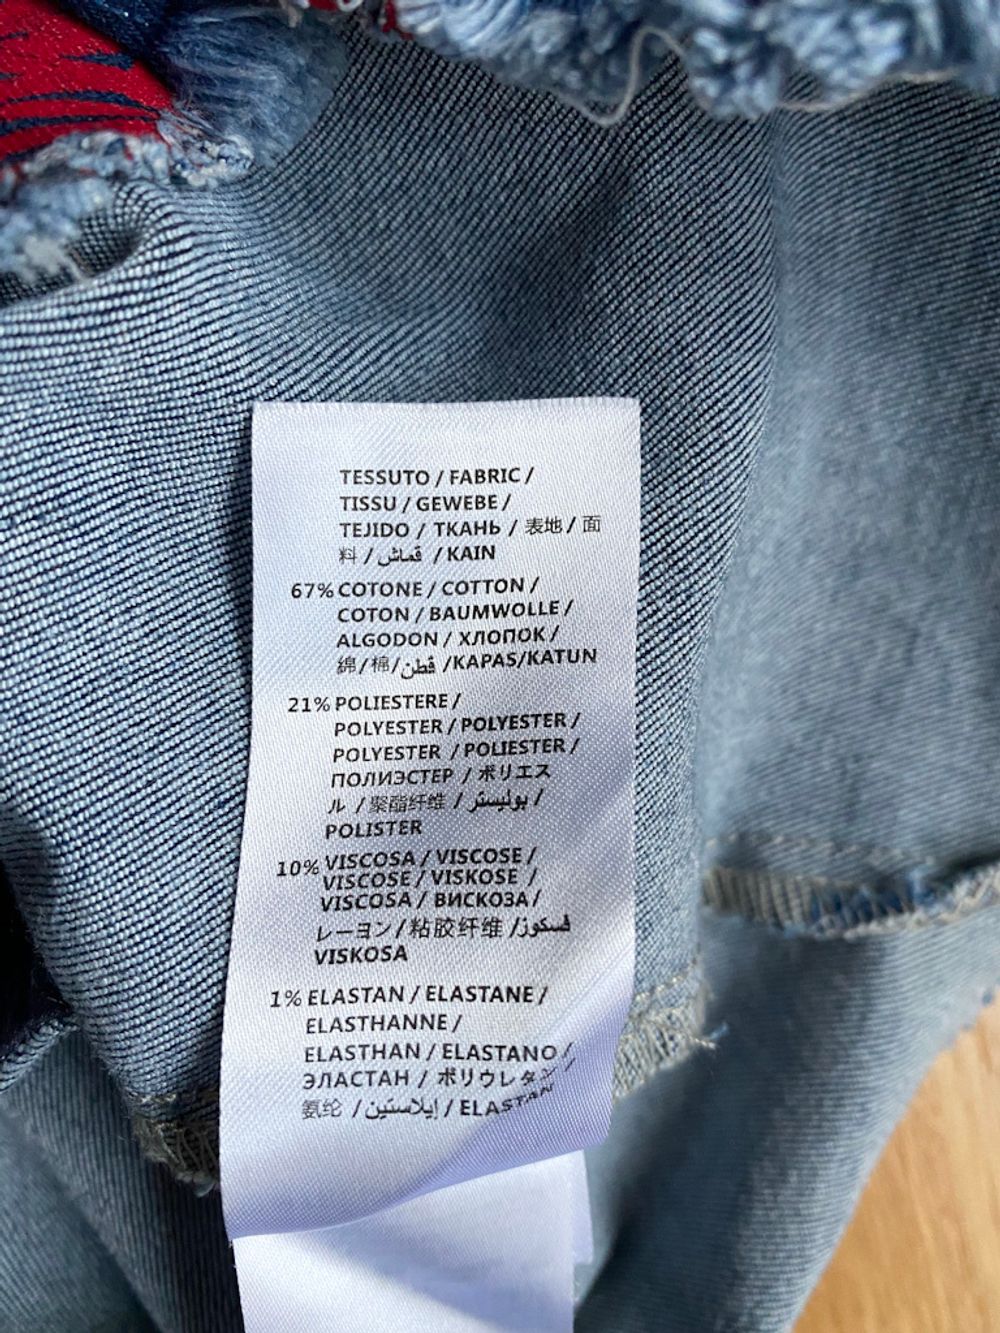 TESSUTO / FABRIC /
TISSU / GEWEBE /
TEJIDO / ТКАНЬ / 表地 / 面
料 / قماش / KAIN
67% COTONE / COTTON /
COTON / BAUMWOLLE /
ALGODON / ХЛОПОК /
綿/棉/قطن /KAPAS/KATUN
21% POLIESTERE /
POLYESTER / POLYESTER /
POLYESTER / POLIESTER /
ПОЛИЭСТЕР / ポリエス
ル / 聚酯纤维 / بوليستر /
POLISTER
10% VISCOSA / VISCOSE /
VISCOSE / VISKOSE /
VISCOSA / ВИСКОЗА /
レーヨン / 粘胶纤维 / فسكوز/
VISKOSA
1% ELASTAN / ELASTANE /
ELASTHANNE /
ELASTHAN / ELASTANO /
ЭЛАСТАН / ポリウレタン /
氨纶 / إيلاستين / ELASTAN